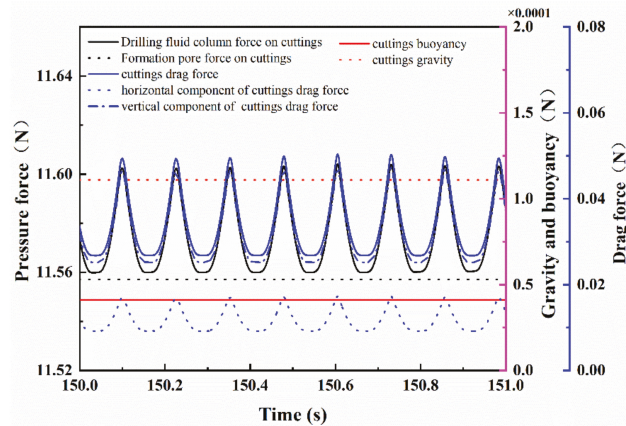 ×0.0001
11.64
11.60
11.56
11.52
Pressure force (N)
Drilling fluid column force on cuttings
Formation pore force on cuttings
cuttings drag force
horizontal component of cuttings drag force
vertical component of cuttings drag force
cuttings buoyancy
cuttings gravity
2.0
1.5
1.0
0.5
0.0
Gravity and buoyancy (N)
0.08
0.06
0.04
0.02
0.00
Drag force (N)
150.0
150.2
150.4
150.6
150.8
151.0
Time (s)